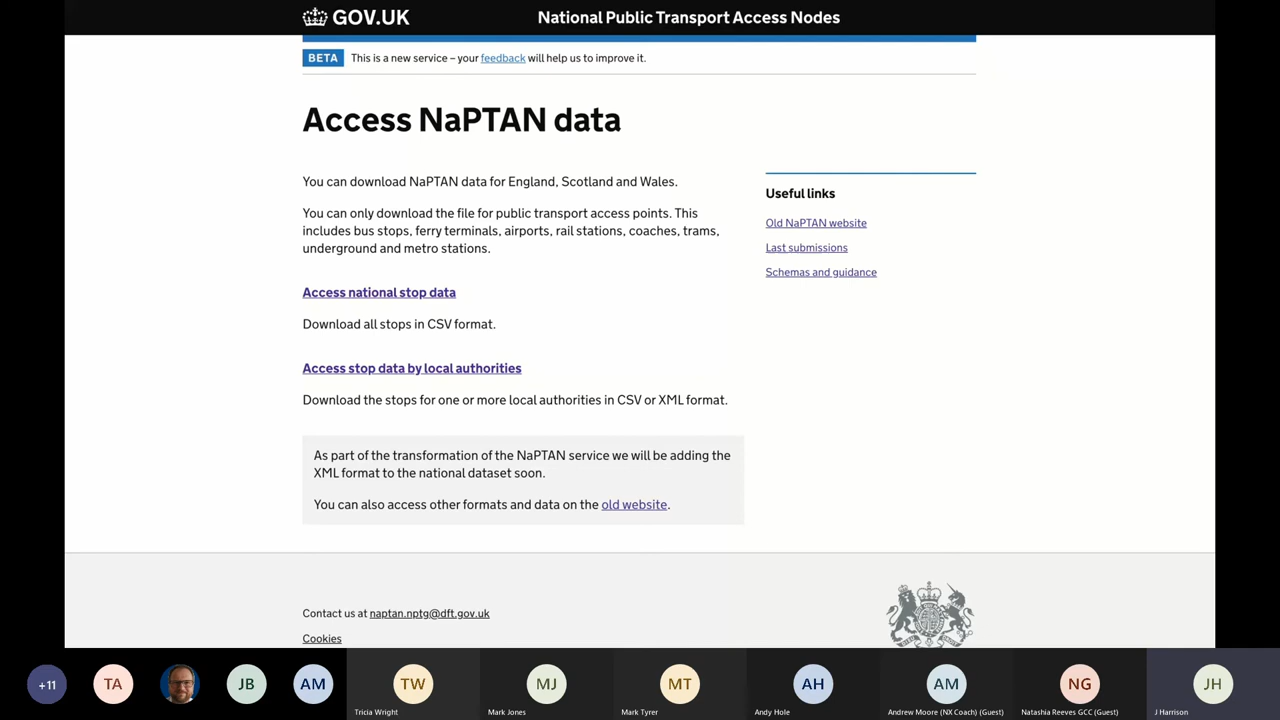 GOV.UK
National Public Transport Access Nodes
BETA This is a new service – your feedback will help us to improve it.
Access NaPTAN data
You can download NaPTAN data for England, Scotland and Wales.
You can only download the file for public transport access points. This
includes bus stops, ferry terminals, airports, rail stations, coaches, trams,
underground and metro stations.
Access national stop data
Download all stops in CSV format.
Access stop data by local authorities
Download the stops for one or more local authorities in CSV or XML format.
As part of the transformation of the NaPTAN service we will be adding the
XML format to the national dataset soon.
You can also access other formats and data on the old website.
Useful links
Old NaPTAN website
Last submissions
Schemas and guidance
Contact us at naptan.nptg@dft.gov.uk
Cookies
+11
TA
JB
AM
TW
Tricia Wright
MJ
Mark Jones
MT
Mark Tyrer
AH
Andy Hole
AM
Andrew Moore (NX Coach) (Guest)
NG
Natashia Reeves GCC (Guest)
JH
J Harrison